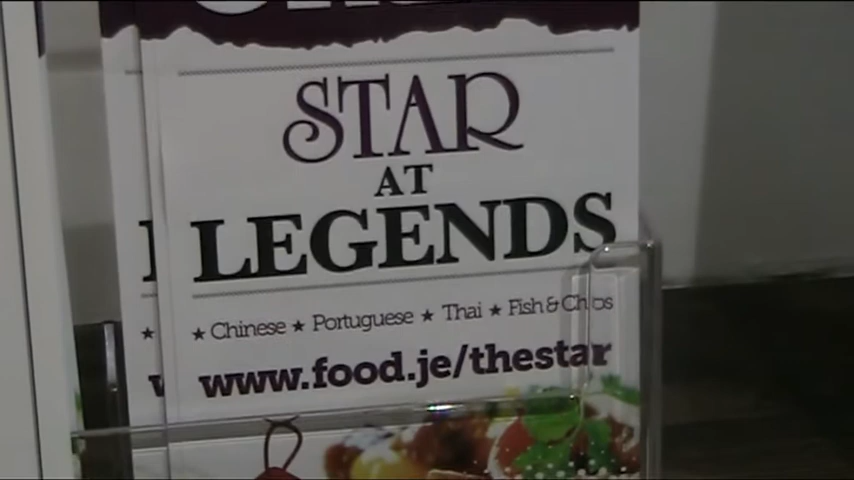 STAR
AT
LEGENDS
★ Chinese ★ Portuguese ★ Thai ★ Fish & Chips
www.food.je/thestar